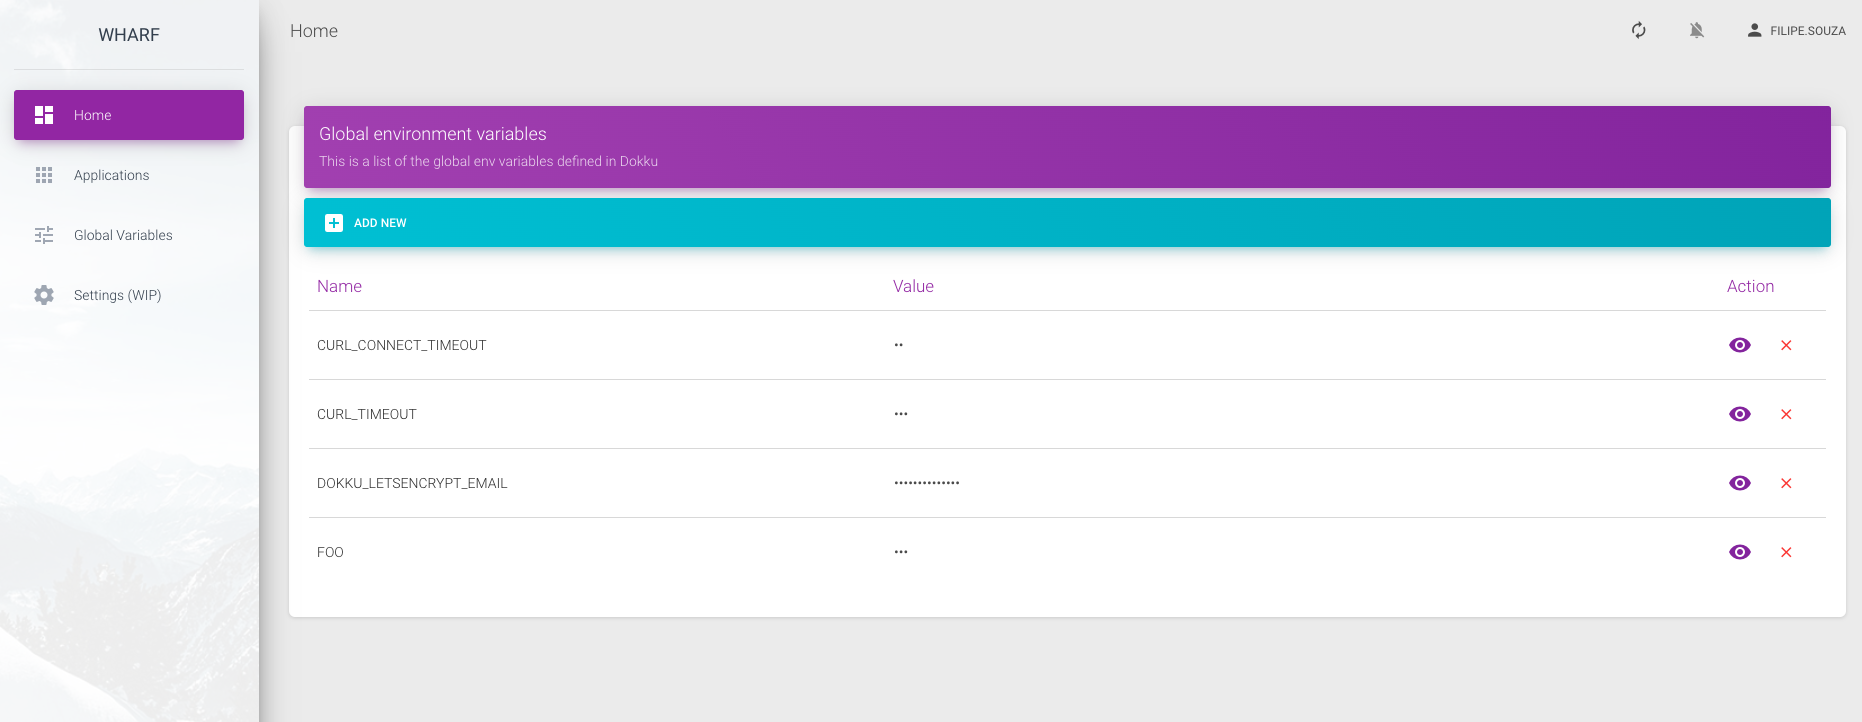 WHARF
Home
Applications
Global Variables
Settings (WIP)
Home
FILIPE.SOUZA
Global environment variables
This is a list of the global env variables defined in Dokku
ADD NEW
Name Value Action
CURL_CONNECT_TIMEOUT ••
CURL_TIMEOUT •••
DOKKU_LETSENCRYPT_EMAIL ••••••••••••••
FOO •••